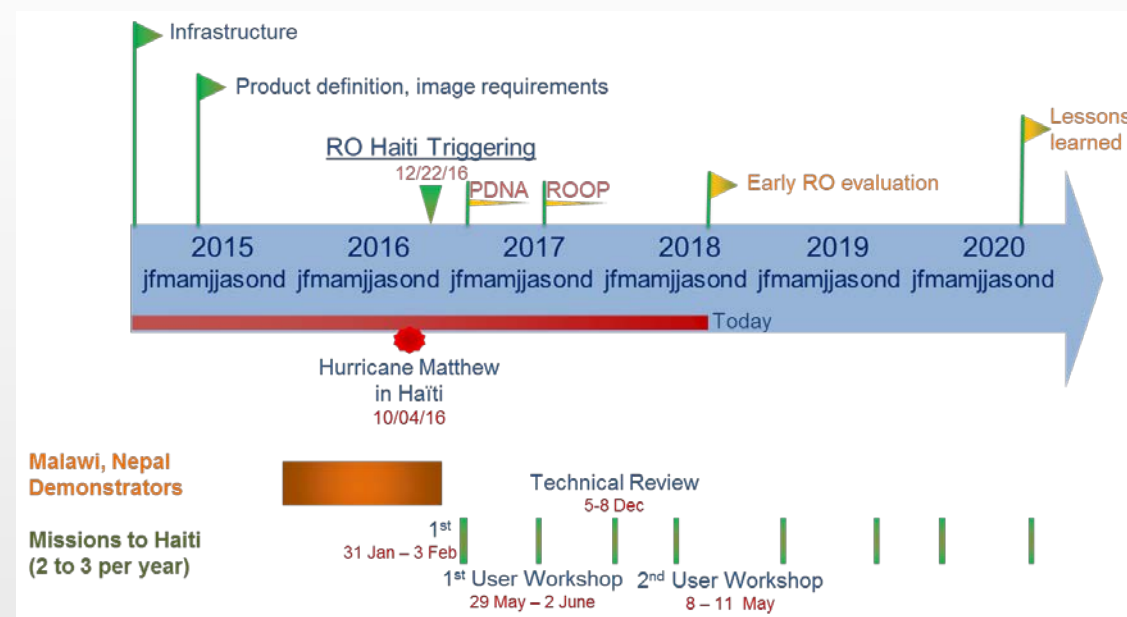 Infrastructure
Product definition, image requirements
Lessons
learned
RO Haiti Triggering
12/22/16
PDNA
ROOP
Early RO evaluation
2015 2016 2017 2018 2019 2020
jfmamjjasond jfmamjjasond jfmamjjasond jfmamjjasond jfmamjjasond jfmamjjasond
Today
Hurricane Matthew
in Haïti
10/04/16
Malawi, Nepal
Demonstrators
Technical Review
5-8 Dec
Missions to Haiti
(2 to 3 per year)
1st
31 Jan – 3 Feb
1st User Workshop
29 May – 2 June
2nd User Workshop
8 – 11 May